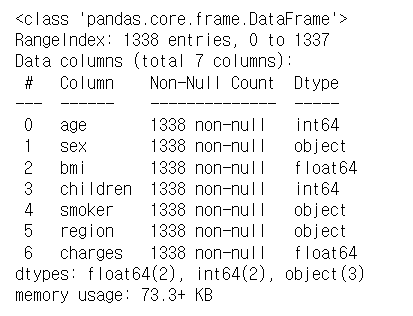 <class 'pandas.core.frame.DataFrame'>
RangeIndex: 1338 entries, 0 to 1337
Data columns (total 7 columns):
 #   Column    Non-Null Count  Dtype
---  ------    --------------  -----
 0   age       1338 non-null   int64
 1   sex       1338 non-null   object
 2   bmi       1338 non-null   float64
 3   children  1338 non-null   int64
 4   smoker    1338 non-null   object
 5   region    1338 non-null   object
 6   charges   1338 non-null   float64
dtypes: float64(2), int64(2), object(3)
memory usage: 73.3+ KB